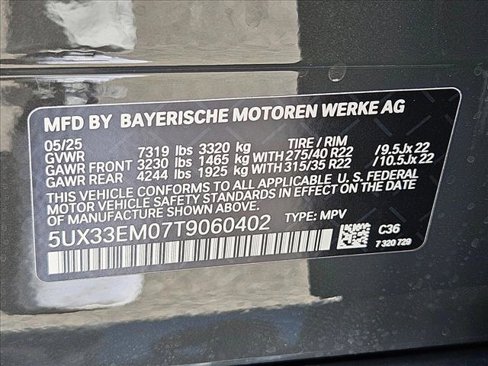 MFD BY BAYERISCHE MOTOREN WERKE AG
05/25
GVWR 7319 lbs 3320 kg TIRE / RIM
GAWR FRONT 3230 lbs 1465 kg WITH 275/40 R22 /9.5Jx22
GAWR REAR 4244 lbs 1925 kg WITH 315/35 R22 /10.5Jx22
THIS VEHICLE CONFORMS TO ALL APPLICABLE U.S. FEDERAL
MOTOR VEHICLE SAFETY STANDARDS IN EFFECT ON THE DATE
OF MANUFACTURE SHOWN ABOVE.
5UX33EM07T9060402 TYPE: MPV
C36
7 320 729